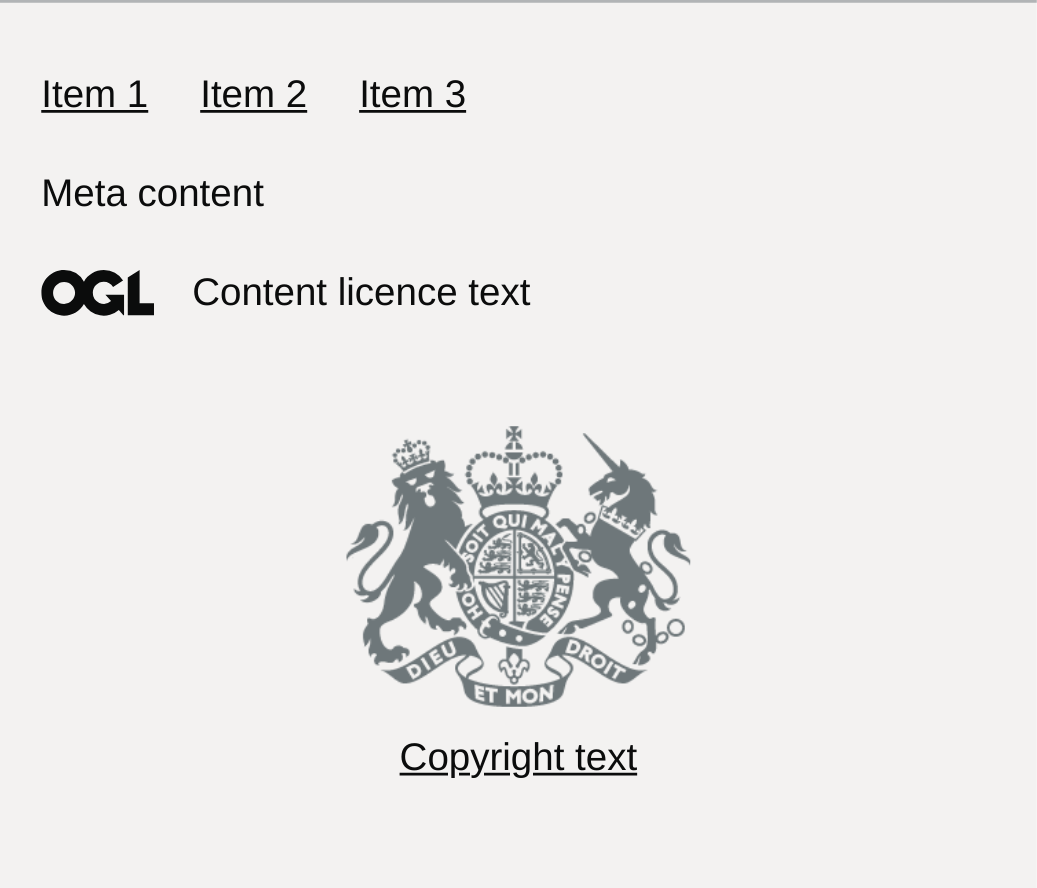 Item 1 Item 2 Item 3
Meta content
OGL Content licence text
SOIT QUI MAL Y PENSE
HO
DIEU ET MON DROIT
Copyright text